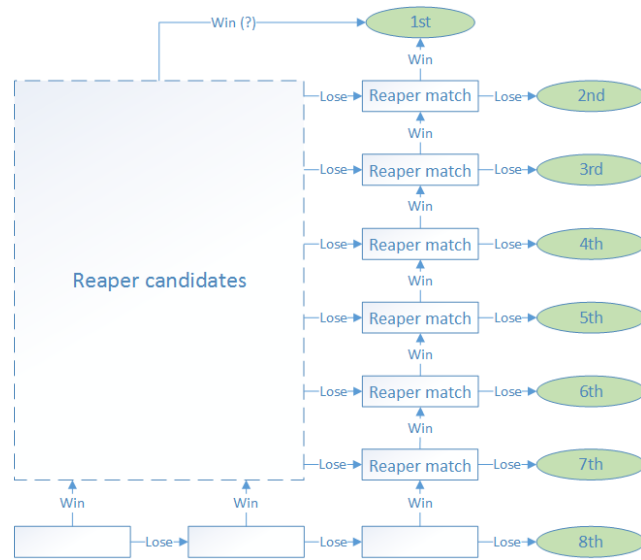 Win (?)
1st
Win
Lose
Reaper match
Lose
2nd
Win
Lose
Reaper match
Lose
3rd
Win
Lose
Reaper match
Lose
4th
Reaper candidates
Win
Lose
Reaper match
Lose
5th
Win
Lose
Reaper match
Lose
6th
Win
Lose
Reaper match
Lose
7th
Win
Win
Win
Lose
Lose
Lose
8th